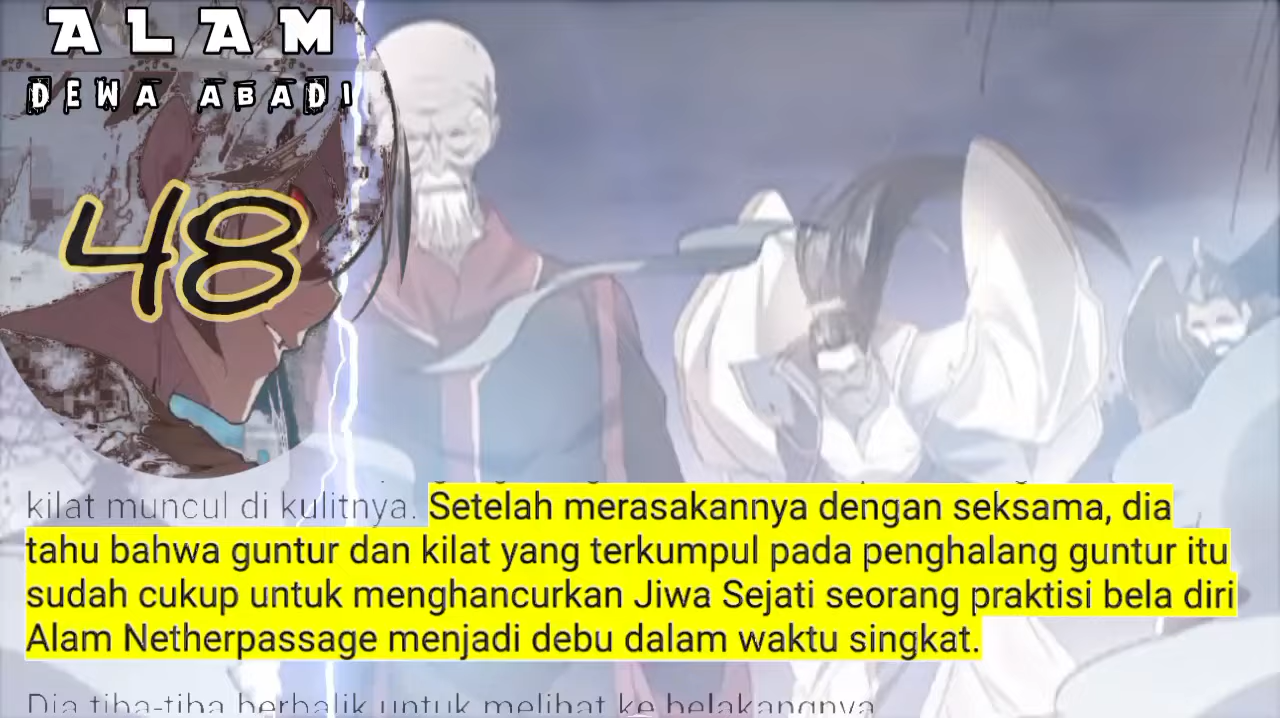 ALAM
DEWA ABADI
48
kilat muncul di kulitnya. Setelah merasakannya dengan seksama, dia
tahu bahwa guntur dan kilat yang terkumpul pada penghalang guntur itu
sudah cukup untuk menghancurkan Jiwa Sejati seorang praktisi bela diri
Alam Netherpassage menjadi debu dalam waktu singkat.
Dia tiba-tiba berbalik untuk melihat ke belakangnya